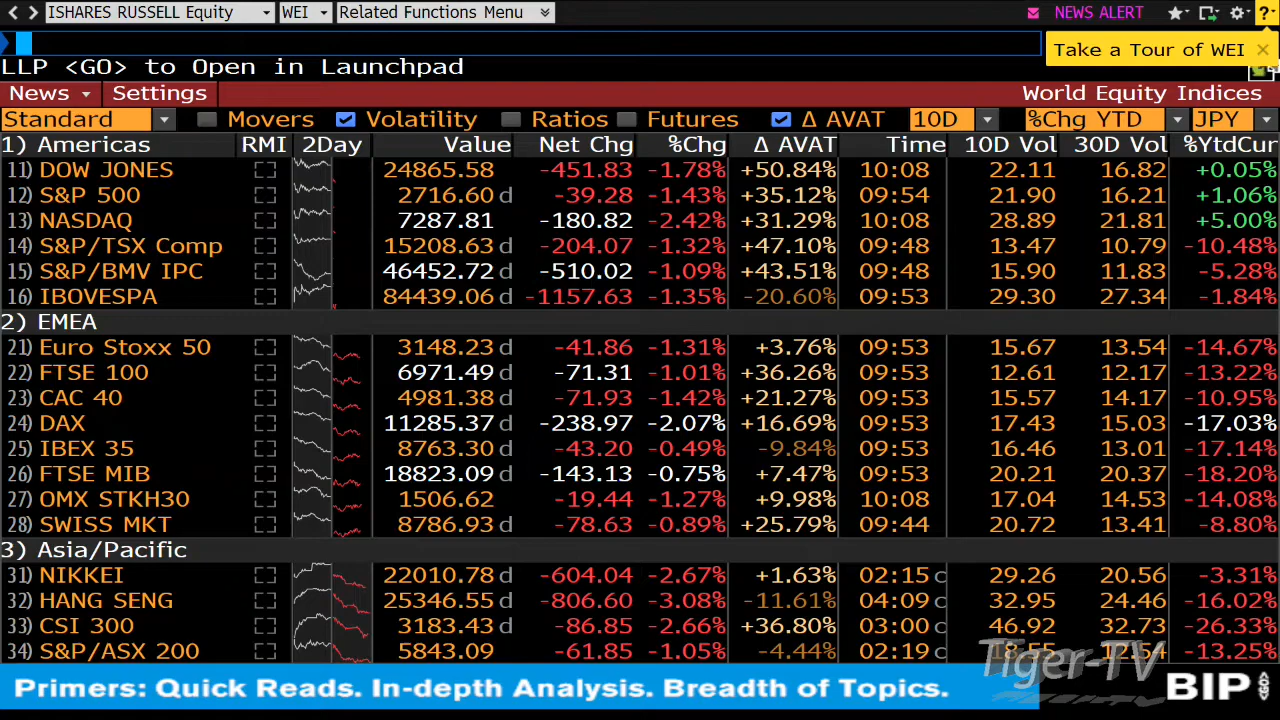 ISHARES RUSSELL Equity WEI Related Functions Menu NEWS ALERT ?
Take a Tour of WEI ×
LLP <GO> to Open in Launchpad
News Settings World Equity Indices
Standard Movers Volatility Ratios Futures Δ AVAT 10D %Chg YTD JPY
1) Americas RMI 2Day Value Net Chg %Chg Δ AVAT Time 10D Vol 30D Vol %YtdCur
11) DOW JONES 24865.58 -451.83 -1.78% +50.84% 10:08 22.11 16.82 +0.05%
12) S&P 500 2716.60 d -39.28 -1.43% +35.12% 09:54 21.90 16.21 +1.06%
13) NASDAQ 7287.81 -180.82 -2.42% +31.29% 10:08 28.89 21.81 +5.00%
14) S&P/TSX Comp 15208.63 d -204.07 -1.32% +47.10% 09:48 13.47 10.79 -10.48%
15) S&P/BMV IPC 46452.72 d -510.02 -1.09% +43.51% 09:48 15.90 11.83 -5.28%
16) IBOVESPA 84439.06 d -1157.63 -1.35% -20.60% 09:53 29.30 27.34 -1.84%
2) EMEA
21) Euro Stoxx 50 3148.23 d -41.86 -1.31% +3.76% 09:53 15.67 13.54 -14.67%
22) FTSE 100 6971.49 d -71.31 -1.01% +36.26% 09:53 12.61 12.17 -13.22%
23) CAC 40 4981.38 d -71.93 -1.42% +21.27% 09:53 15.57 14.17 -10.95%
24) DAX 11285.37 d -238.97 -2.07% +16.69% 09:53 17.43 15.03 -17.03%
25) IBEX 35 8763.30 d -43.20 -0.49% -9.84% 09:53 16.46 13.01 -17.14%
26) FTSE MIB 18823.09 d -143.13 -0.75% +7.47% 09:53 20.21 20.37 -18.20%
27) OMX STKH30 1506.62 -19.44 -1.27% +9.98% 10:08 17.04 14.53 -14.08%
28) SWISS MKT 8786.93 d -78.63 -0.89% +25.79% 09:44 20.72 13.41 -8.80%
3) Asia/Pacific
31) NIKKEI 22010.78 d -604.04 -2.67% +1.63% 02:15 c 29.26 20.56 -3.31%
32) HANG SENG 25346.55 d -806.60 -3.08% -11.61% 04:09 c 32.95 24.46 -16.02%
33) CSI 300 3183.43 d -86.85 -2.66% +36.80% 03:00 c 46.92 32.73 -26.33%
34) S&P/ASX 200 5843.09 -61.85 -1.05% -4.44% 02:19 c 18.55 12.54 -13.25%
Tiger-TV
Primers: Quick Reads. In-depth Analysis. Breadth of Topics. BIP <GO>